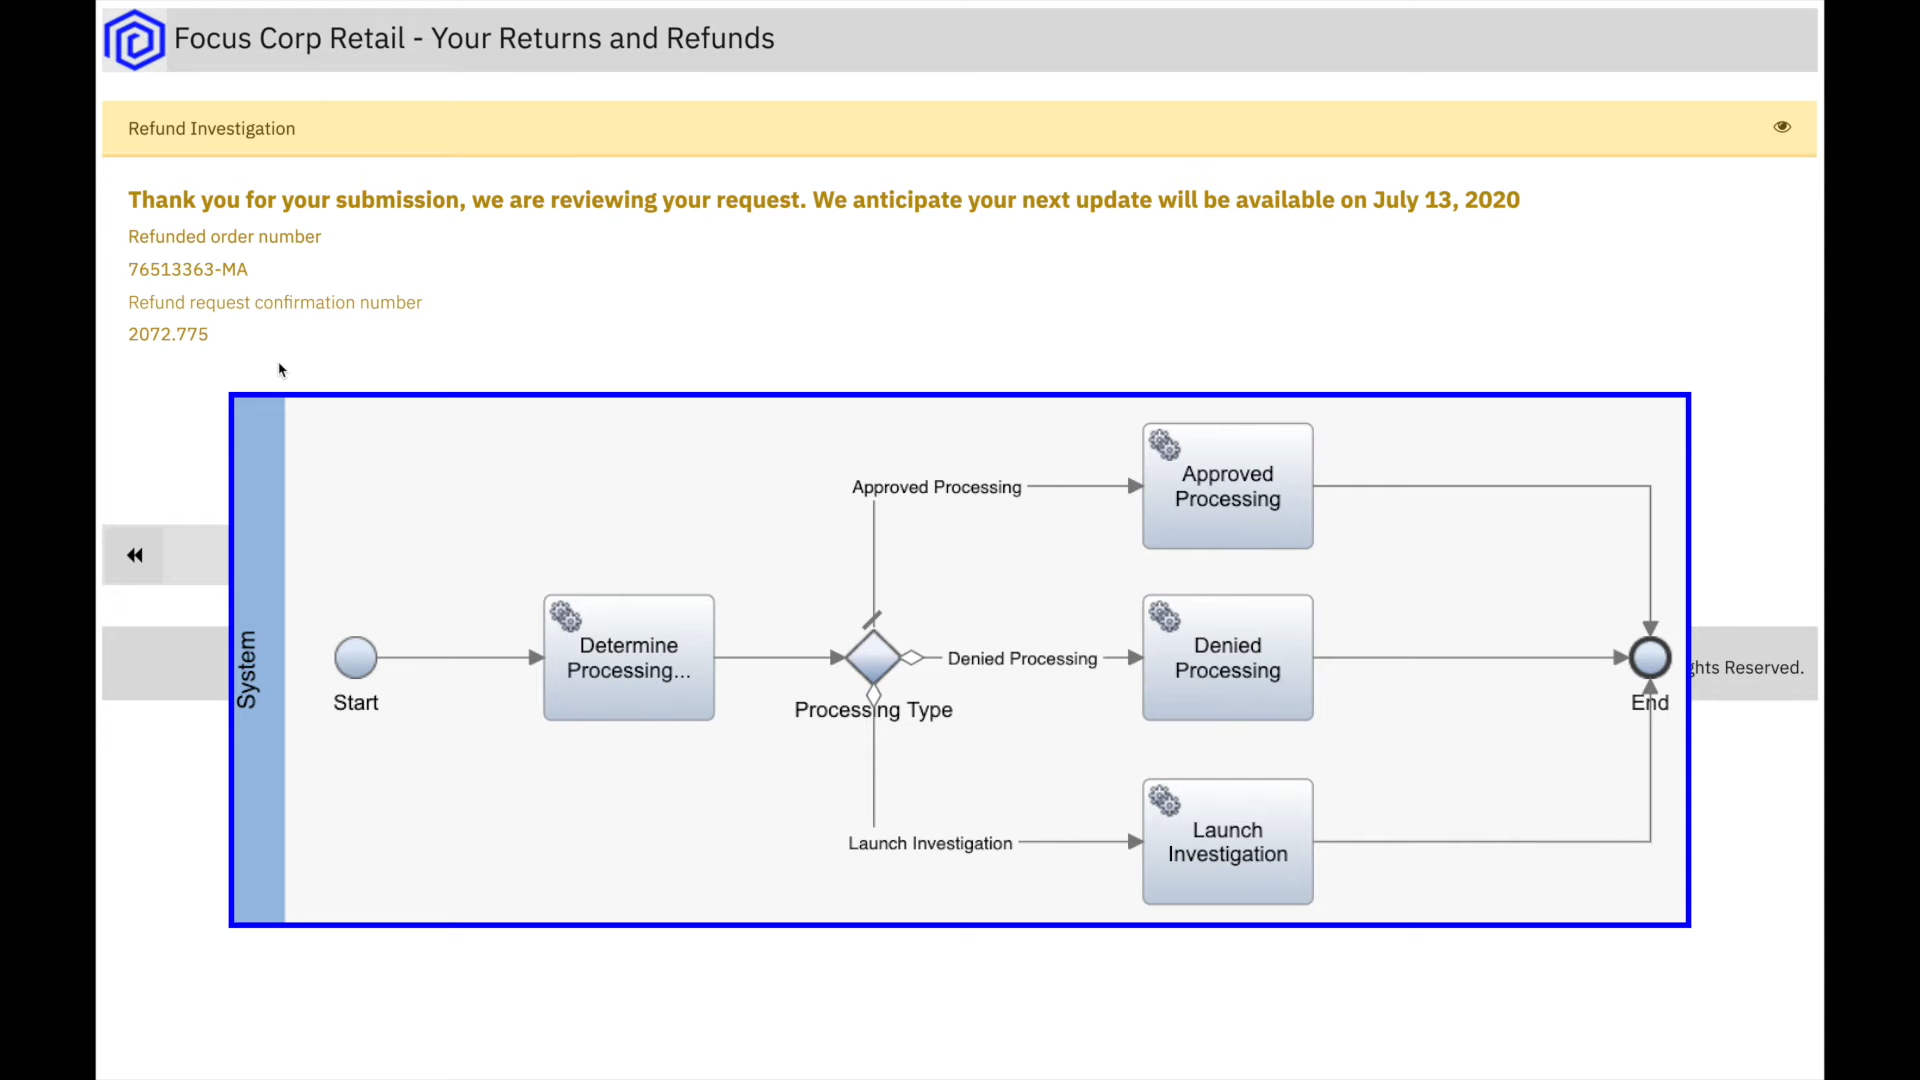 Focus Corp Retail - Your Returns and Refunds
Refund Investigation
Thank you for your submission, we are reviewing your request. We anticipate your next update will be available on July 13, 2020
Refunded order number
76513363-MA
Refund request confirmation number
2072.775
System
Start
Determine
Processing...
Processing Type
Approved Processing
Approved
Processing
Denied Processing
Denied
Processing
Launch Investigation
Launch
Investigation
End
ghts Reserved.